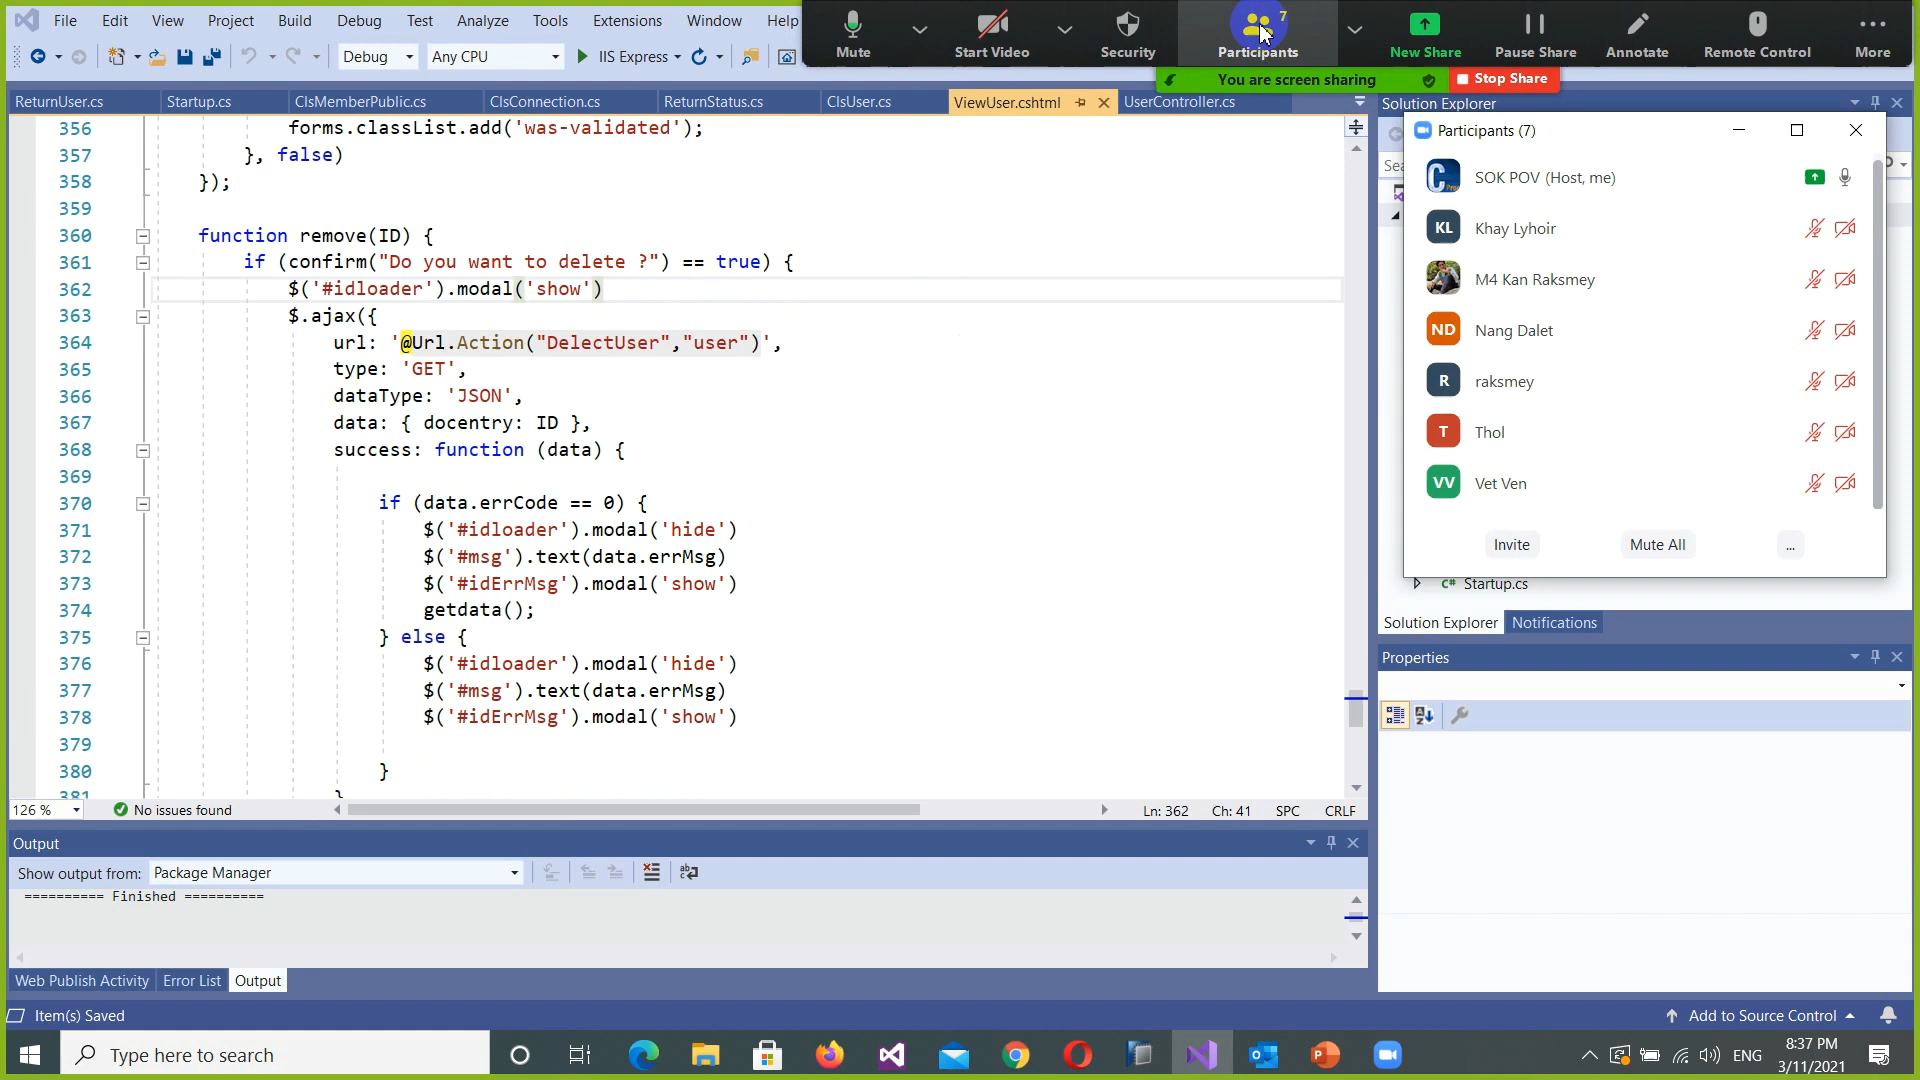 File Edit View Project Build Debug Test Analyze Tools Extensions Window Help
Mute Start Video Security Participants 7 New Share Pause Share Annotate Remote Control More
Debug Any CPU IIS Express
You are screen sharing Stop Share
ReturnUser.cs Startup.cs ClsMemberPublic.cs ClsConnection.cs ReturnStatus.cs ClsUser.cs ViewUser.cshtml UserController.cs
356 forms.classList.add('was-validated');
357 }, false)
358 });
359
360 function remove(ID) {
361 if (confirm("Do you want to delete ?") == true) {
362 $('#idloader').modal('show')
363 $.ajax({
364 url: '@Url.Action("DelectUser","user")',
365 type: 'GET',
366 dataType: 'JSON',
367 data: { docentry: ID },
368 success: function (data) {
369
370 if (data.errCode == 0) {
371 $('#idloader').modal('hide')
372 $('#msg').text(data.errMsg)
373 $('#idErrMsg').modal('show')
374 getdata();
375 } else {
376 $('#idloader').modal('hide')
377 $('#msg').text(data.errMsg)
378 $('#idErrMsg').modal('show')
379
380 }
381 }
126 % No issues found Ln: 362 Ch: 41 SPC CRLF
Output
Show output from: Package Manager
========== Finished ==========
Web Publish Activity Error List Output
Solution Explorer
Sea
Participants (7)
SOK POV (Host, me)
KL Khay Lyhoir
M4 Kan Raksmey
ND Nang Dalet
R raksmey
T Thol
VV Vet Ven
Invite Mute All ...
C# Startup.cs
Solution Explorer Notifications
Properties
Item(s) Saved Add to Source Control
Type here to search
ENG 8:37 PM
3/11/2021